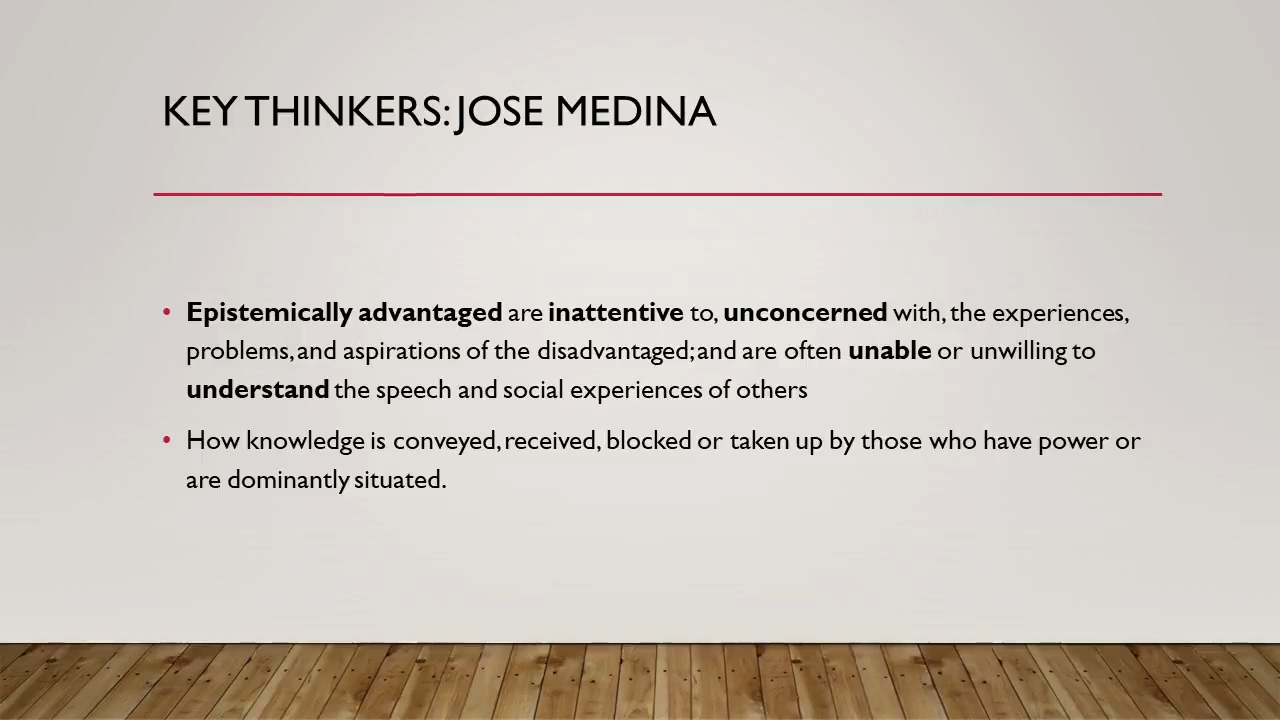 KEY THINKERS: JOSE MEDINA
• Epistemically advantaged are inattentive to, unconcerned with, the experiences,
problems, and aspirations of the disadvantaged; and are often unable or unwilling to
understand the speech and social experiences of others
• How knowledge is conveyed, received, blocked or taken up by those who have power or
are dominantly situated.